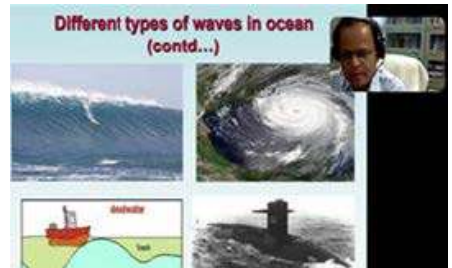 Different types of waves in ocean
(contd...)